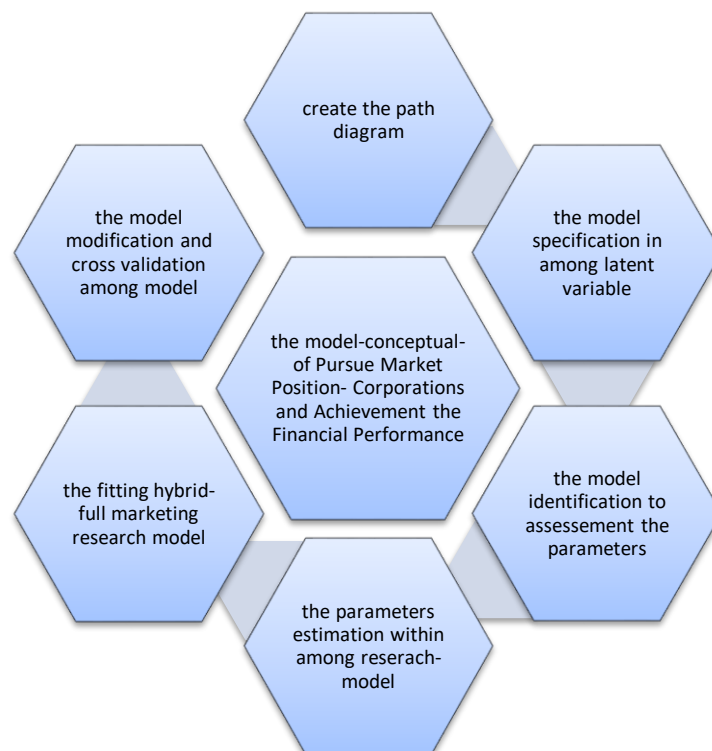 create the path
diagram
the model
specification in
among latent
variable
the model
identification to
assessement the
parameters
the parameters
estimation within
among reserach-
model
the fitting hybrid-
full marketing
research model
the model
modification and
cross validation
among model
the model-conceptual-
of Pursue Market
Position- Corporations
and Achievement the
Financial Performance